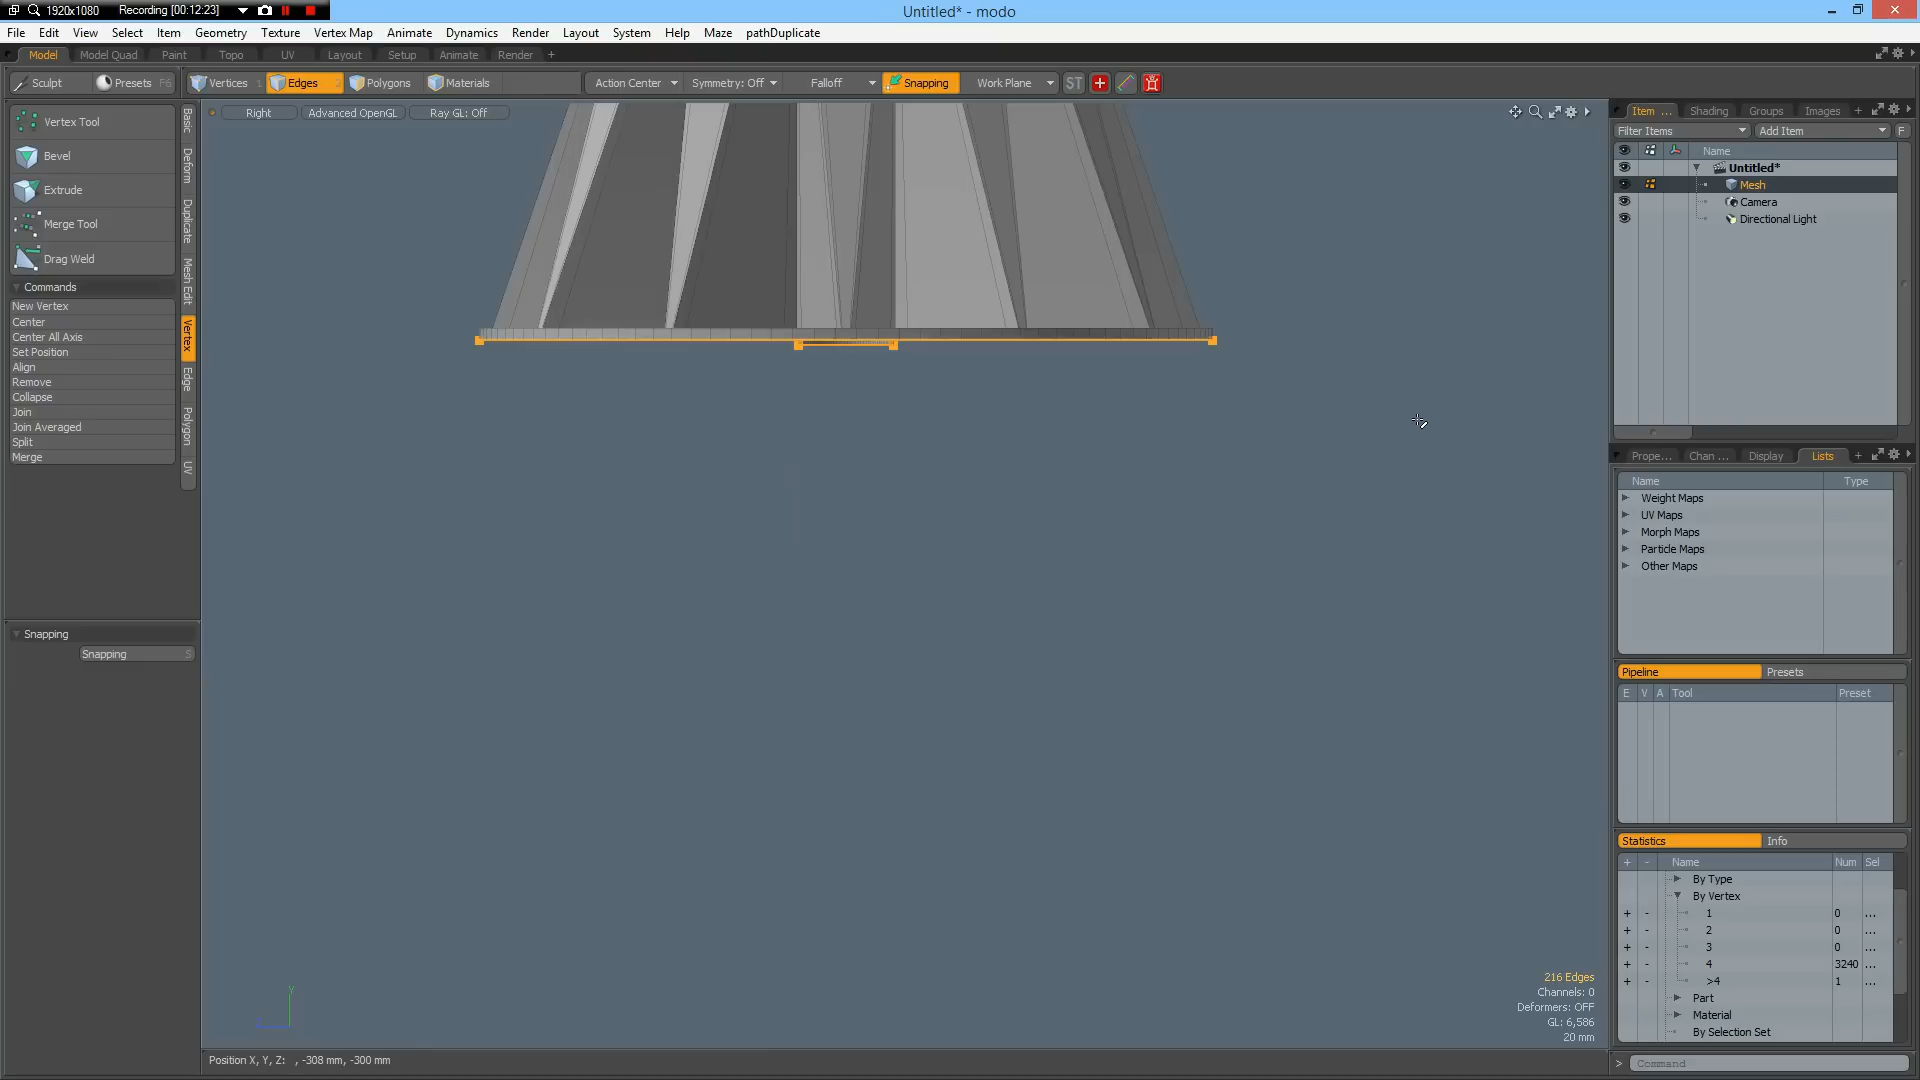 1920x1080 Recording [00:12:23]
Untitled* - modo
File Edit View Select Item Geometry Texture Vertex Map Animate Dynamics Render Layout System Help Maze pathDuplicate
Model Model Quad Paint Topo UV Layout Setup Animate Render +
Sculpt Presets F6 Vertices 1 Edges 2 Polygons Materials Action Center Symmetry: Off Falloff Snapping Work Plane ST
Right Advanced OpenGL Ray GL: Off
Vertex Tool
Bevel
Extrude
Merge Tool
Drag Weld
Commands
New Vertex
Center
Center All Axis
Set Position
Align
Remove
Collapse
Join
Join Averaged
Split
Merge
Basic
Deform
Duplicate
Mesh Edit
Vertex
Edge
Polygon
UV
Snapping
Snapping S
Item ... Shading Groups Images +
Filter Items Add Item F
Name
Untitled*
Mesh
Camera
Directional Light
Prope... Chan ... Display Lists +
Name Type
Weight Maps
UV Maps
Morph Maps
Particle Maps
Other Maps
Pipeline Presets
E V A Tool Preset
Statistics Info
+ - Name Num Sel
By Type
By Vertex
+ - 1 0 ...
+ - 2 0 ...
+ - 3 0 ...
+ - 4 3240 ...
+ - >4 1 ...
Part
Material
By Selection Set
216 Edges
Channels: 0
Deformers: OFF
GL: 6,586
20 mm
Y
Position X, Y, Z: , -308 mm, -300 mm
> Command